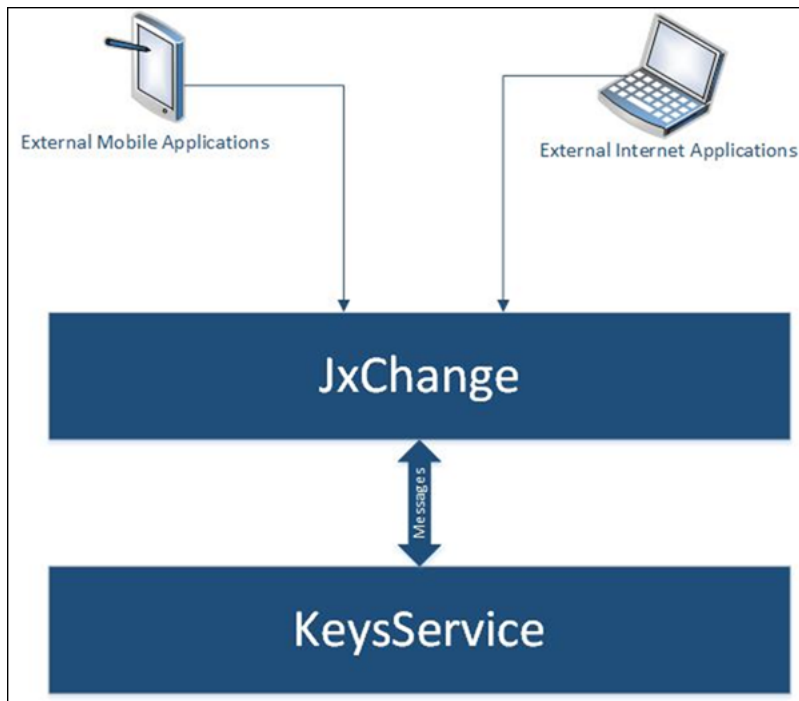 External Mobile Applications
External Internet Applications
JxChange
Messages
KeysService